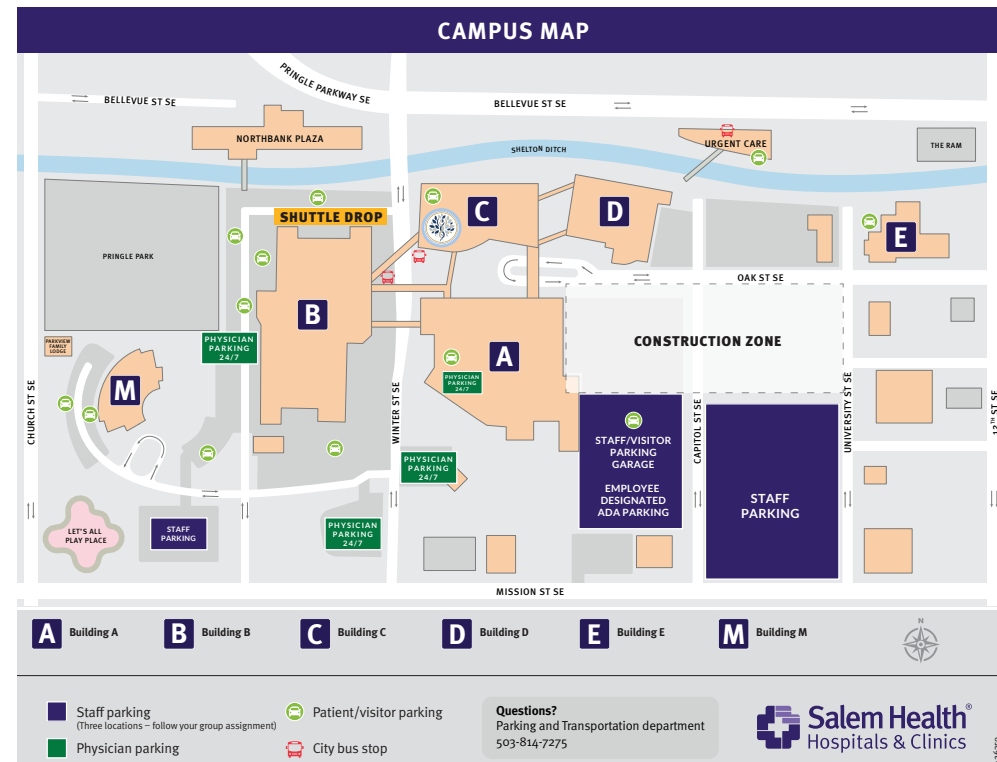 CAMPUS MAP
PRINGLE PARKWAY SE
BELLEVUE ST SE
BELLEVUE ST SE
NORTHBANK PLAZA
SHELTON DITCH
URGENT CARE
THE RAM
SHUTTLE DROP
C
D
E
PRINGLE PARK
OAK ST SE
B
CONSTRUCTION ZONE
PARKVIEW
FAMILY
LODGE
PHYSICIAN
PARKING
24/7
A
PHYSICIAN
PARKING
24/7
M
CHURCH ST SE
WINTER ST SE
CAPITOL ST SE
UNIVERSITY ST SE
12TH ST SE
STAFF/VISITOR
PARKING
GARAGE
EMPLOYEE
DESIGNATED
ADA PARKING
PHYSICIAN
PARKING
24/7
STAFF
PARKING
LET'S ALL
PLAY PLACE
STAFF
PARKING
PHYSICIAN
PARKING
24/7
MISSION ST SE
A Building A
B Building B
C Building C
D Building D
E Building E
M Building M
N
Staff parking
(Three locations – follow your group assignment)
Physician parking
Patient/visitor parking
City bus stop
Questions?
Parking and Transportation department
503-814-7275
Salem Health®
Hospitals & Clinics